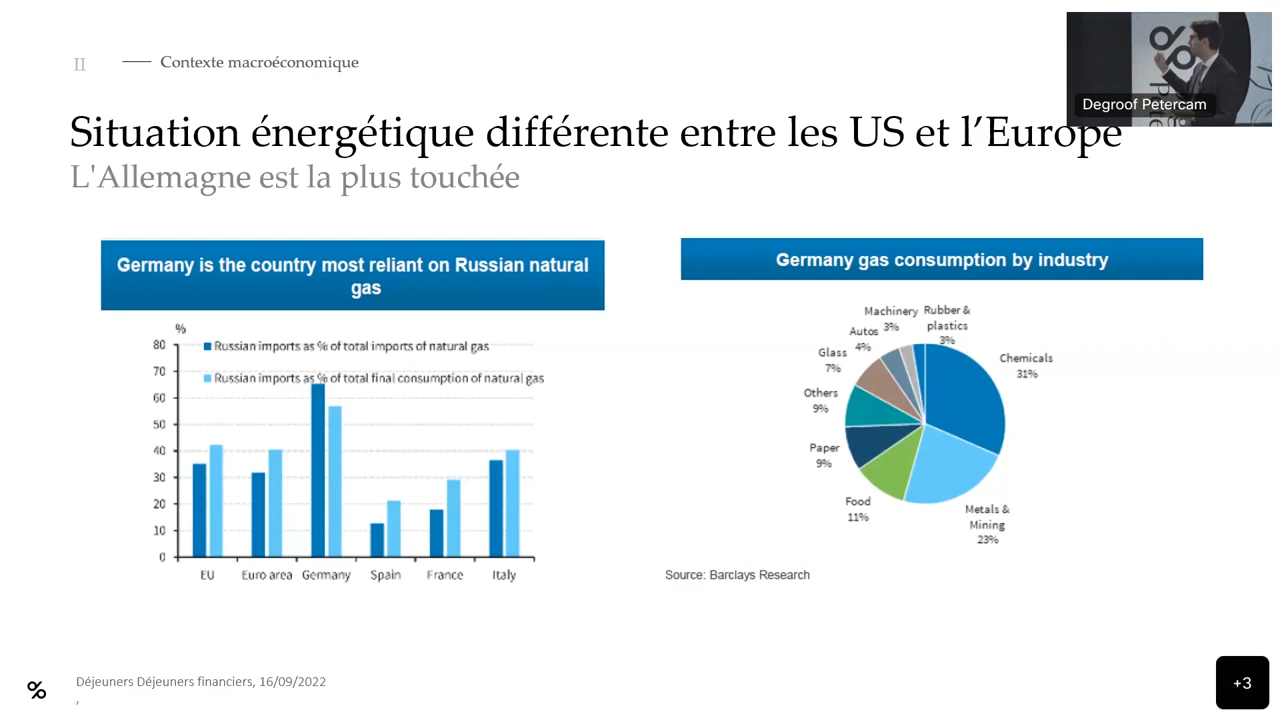 II
Contexte macroéconomique
Situation énergétique différente entre les US et l’Europe
L'Allemagne est la plus touchée
Degroof Petercam
Germany is the country most reliant on Russian natural
gas
%
Russian imports as % of total imports of natural gas
Russian imports as % of total final consumption of natural gas
80
70
60
50
40
30
20
10
0
EU Euro area Germany Spain France Italy
Germany gas consumption by industry
Rubber &
plastics
3%
Chemicals
31%
Metals &
Mining
23%
Food
11%
Paper
9%
Others
9%
Glass
7%
Autos
4%
Machinery
3%
Source: Barclays Research
Déjeuners Déjeuners financiers, 16/09/2022
,
+3